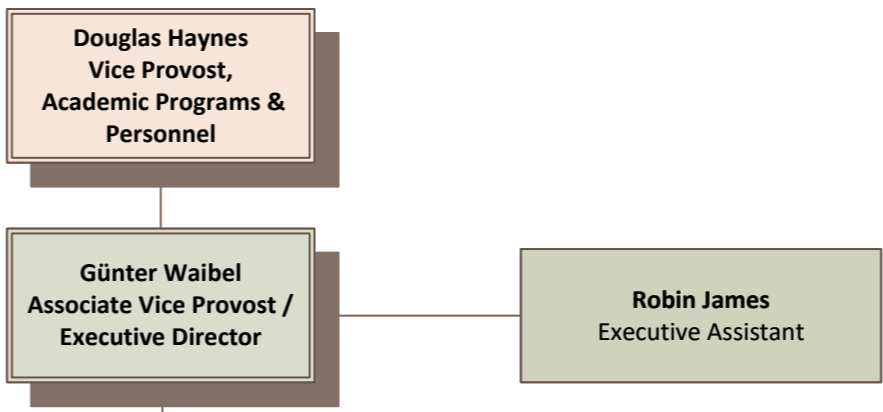 Douglas Haynes
Vice Provost,
Academic Programs &
Personnel
Günter Waibel
Associate Vice Provost /
Executive Director
Robin James
Executive Assistant